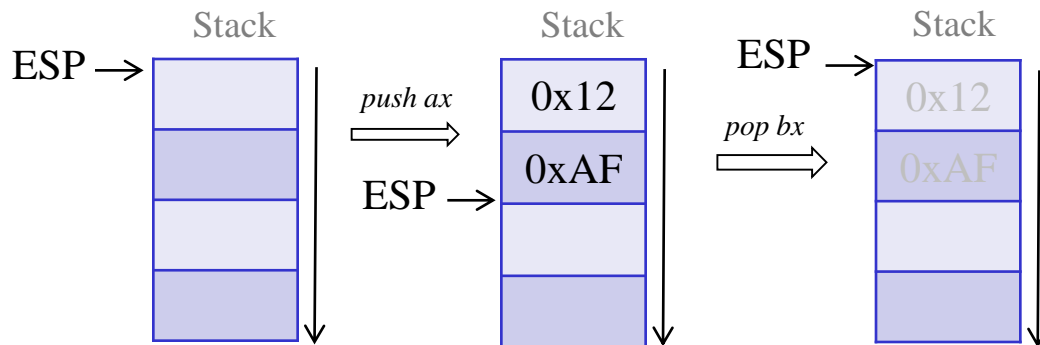 Stack
ESP
push ax
Stack
0x12
0xAF
ESP
pop bx
Stack
ESP
0x12
0xAF